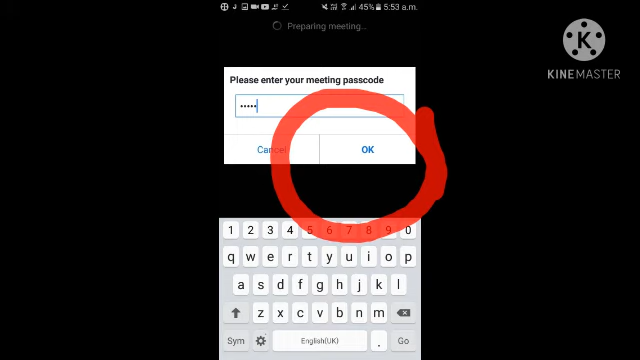 45% 5:53 a.m.
Preparing meeting...
K
KINEMASTER
Please enter your meeting passcode
•••••
Cancel OK
1 2 3 4 5 6 7 8 9 0
q w e r t y u i o p
a s d f g h j k l
z x c v b n m
Sym English(UK) . Go